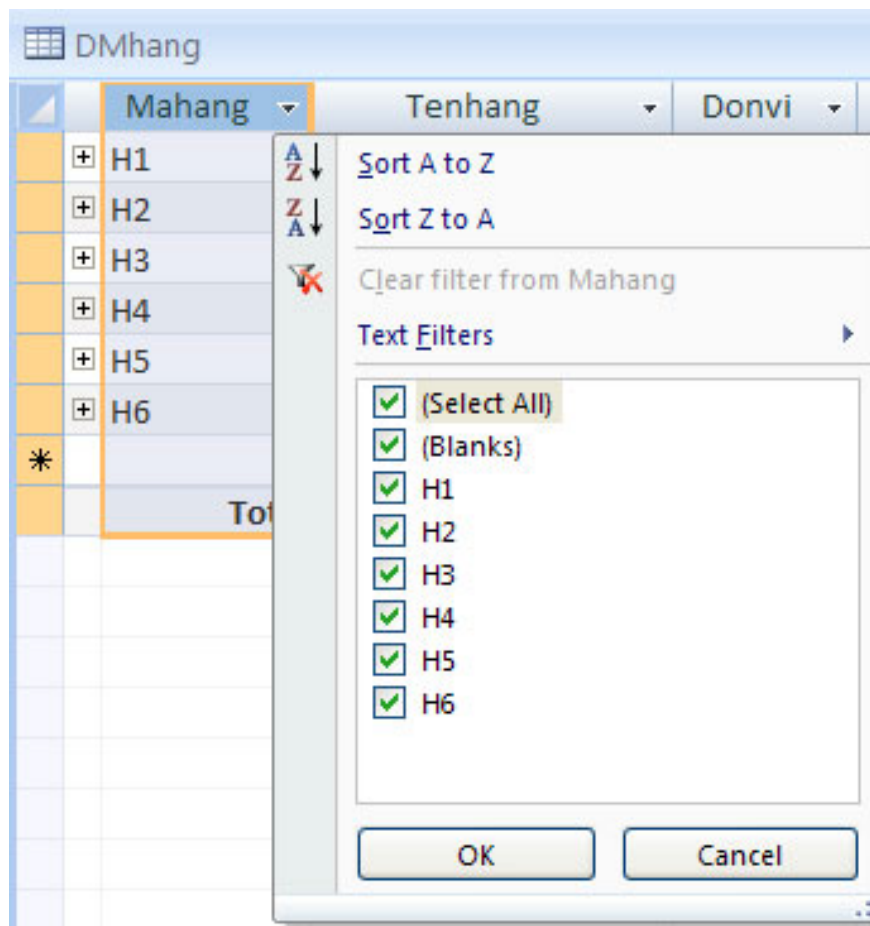 DMhang
Mahang Tenhang Donvi
H1
H2
H3
H4
H5
H6
Tot
Sort A to Z
Sort Z to A
Clear filter from Mahang
Text Filters
(Select All)
(Blanks)
H1
H2
H3
H4
H5
H6
OK Cancel